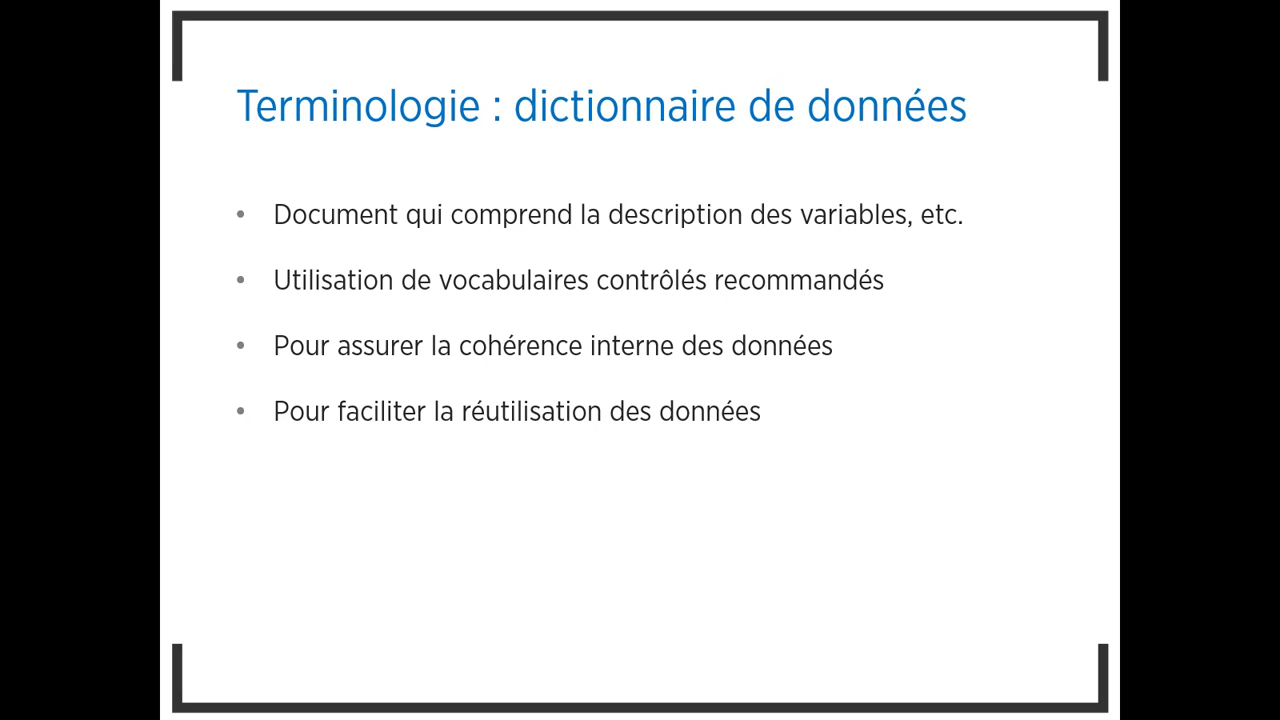 Terminologie : dictionnaire de données
• Document qui comprend la description des variables, etc.
• Utilisation de vocabulaires contrôlés recommandés
• Pour assurer la cohérence interne des données
• Pour faciliter la réutilisation des données